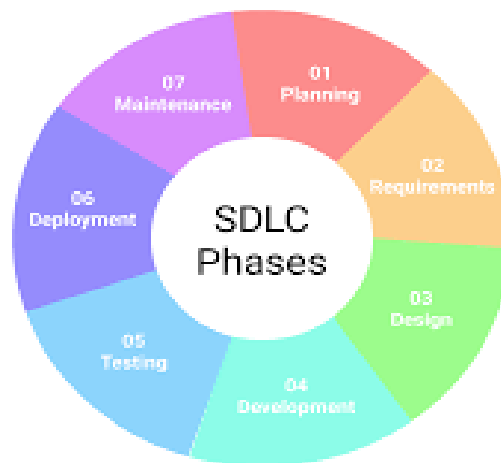 01
Planning
02
Requirements
03
Design
04
Development
05
Testing
06
Deployment
07
Maintenance
SDLC
Phases